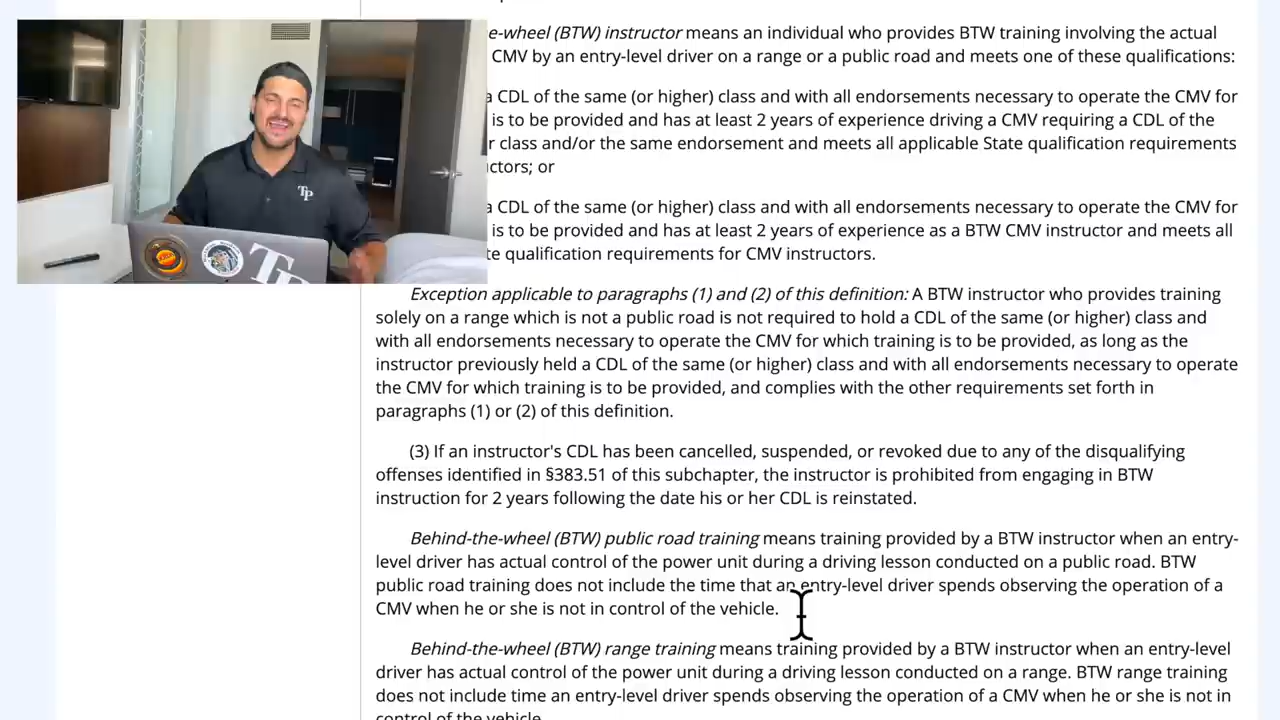 e-wheel (BTW) instructor means an individual who provides BTW training involving the actual
CMV by an entry-level driver on a range or a public road and meets one of these qualifications:
a CDL of the same (or higher) class and with all endorsements necessary to operate the CMV for
is to be provided and has at least 2 years of experience driving a CMV requiring a CDL of the
r class and/or the same endorsement and meets all applicable State qualification requirements
ctors; or
a CDL of the same (or higher) class and with all endorsements necessary to operate the CMV for
is to be provided and has at least 2 years of experience as a BTW CMV instructor and meets all
te qualification requirements for CMV instructors.
Exception applicable to paragraphs (1) and (2) of this definition: A BTW instructor who provides training
solely on a range which is not a public road is not required to hold a CDL of the same (or higher) class and
with all endorsements necessary to operate the CMV for which training is to be provided, as long as the
instructor previously held a CDL of the same (or higher) class and with all endorsements necessary to operate
the CMV for which training is to be provided, and complies with the other requirements set forth in
paragraphs (1) or (2) of this definition.
(3) If an instructor's CDL has been cancelled, suspended, or revoked due to any of the disqualifying
offenses identified in §383.51 of this subchapter, the instructor is prohibited from engaging in BTW
instruction for 2 years following the date his or her CDL is reinstated.
Behind-the-wheel (BTW) public road training means training provided by a BTW instructor when an entry-
level driver has actual control of the power unit during a driving lesson conducted on a public road. BTW
public road training does not include the time that an entry-level driver spends observing the operation of a
CMV when he or she is not in control of the vehicle.
Behind-the-wheel (BTW) range training means training provided by a BTW instructor when an entry-level
driver has actual control of the power unit during a driving lesson conducted on a range. BTW range training
does not include time an entry-level driver spends observing the operation of a CMV when he or she is not in
control of the vehicle.
TP
TP